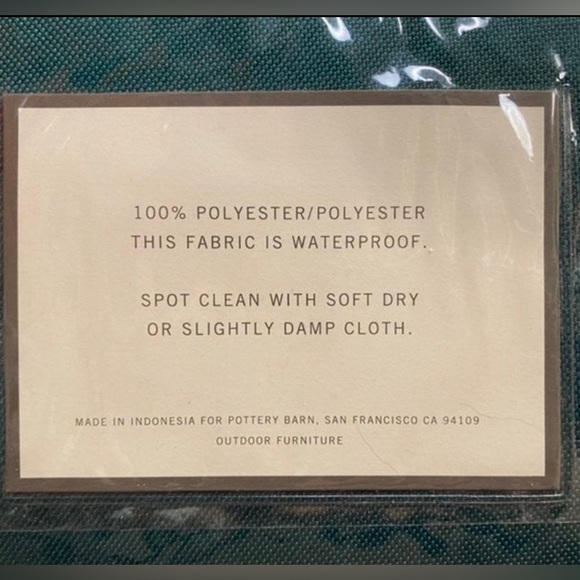 100% POLYESTER/POLYESTER
THIS FABRIC IS WATERPROOF.
SPOT CLEAN WITH SOFT DRY
OR SLIGHTLY DAMP CLOTH.
MADE IN INDONESIA FOR POTTERY BARN, SAN FRANCISCO CA 94109
OUTDOOR FURNITURE